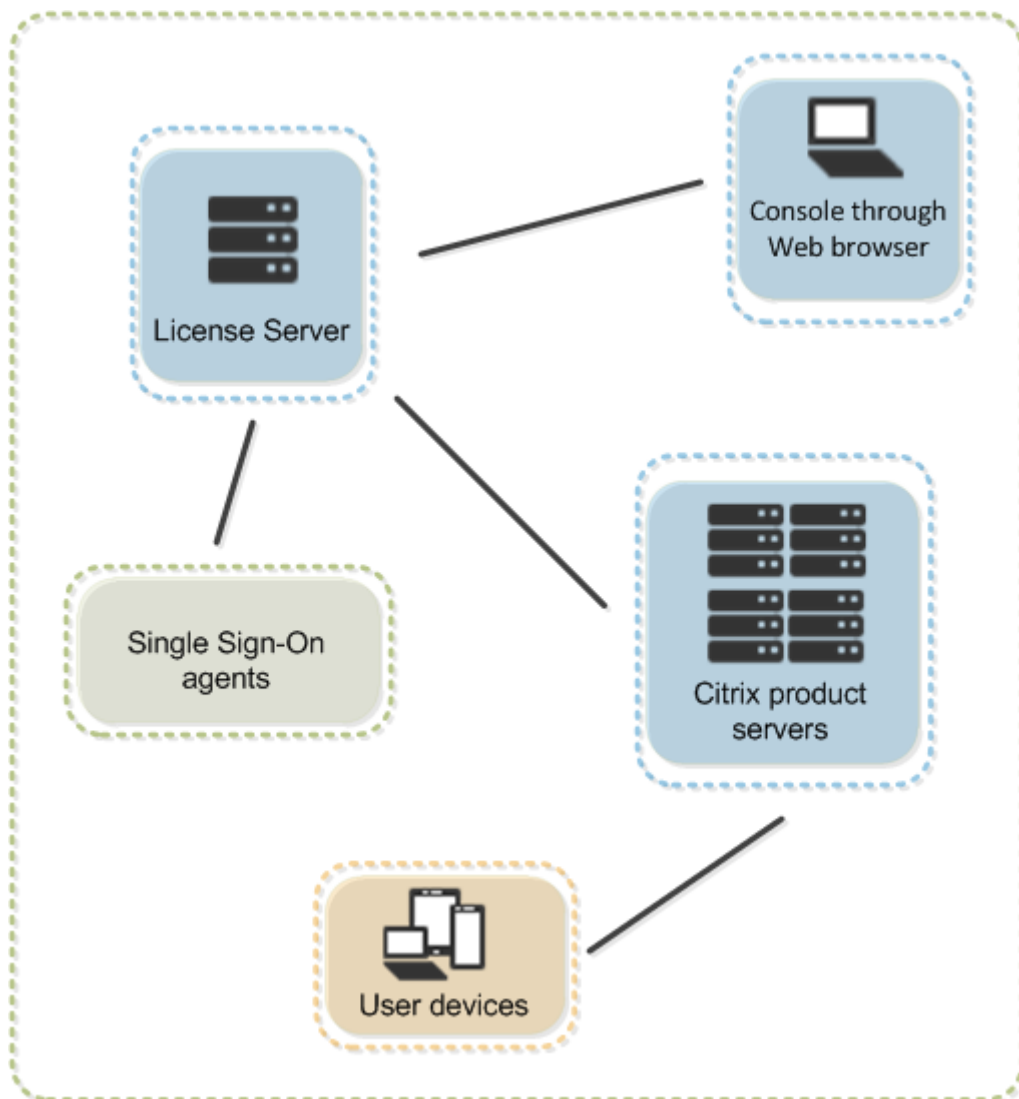 Console through
Web browser
License Server
Single Sign-On
agents
Citrix product
servers
User devices